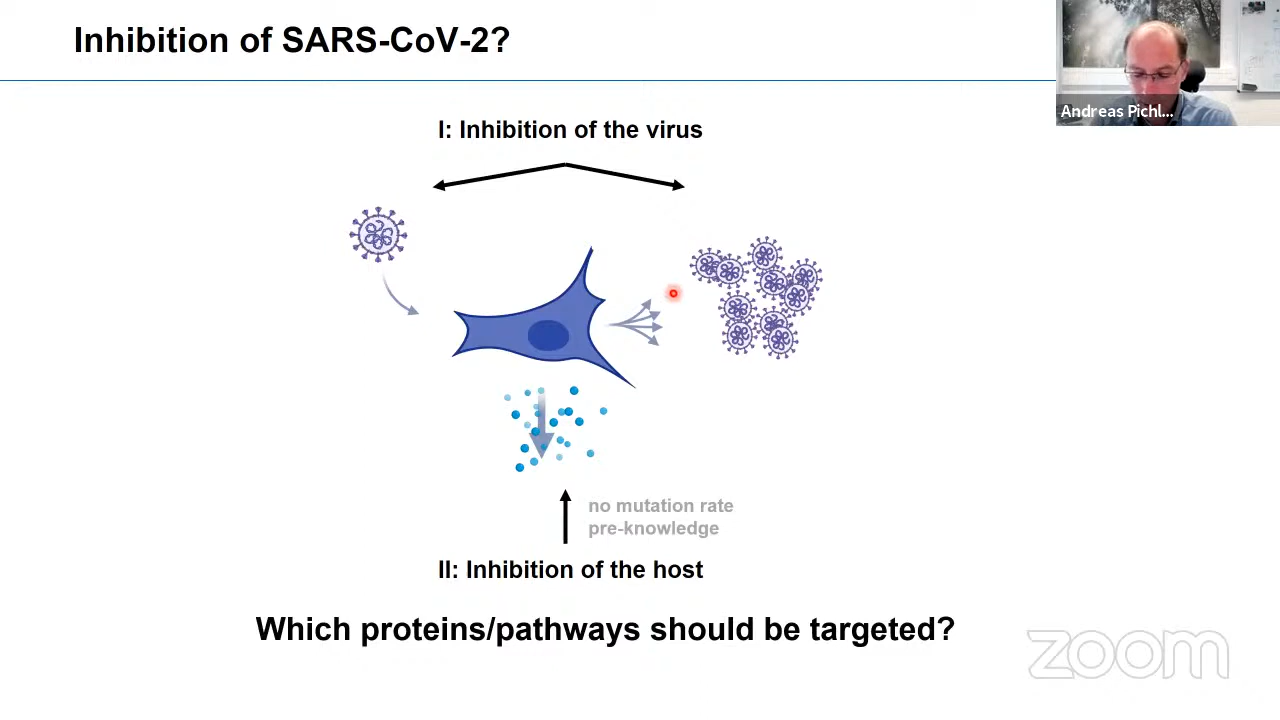 Inhibition of SARS-CoV-2?
Andreas Pichl...
I: Inhibition of the virus
no mutation rate
pre-knowledge
II: Inhibition of the host
Which proteins/pathways should be targeted?
zoom